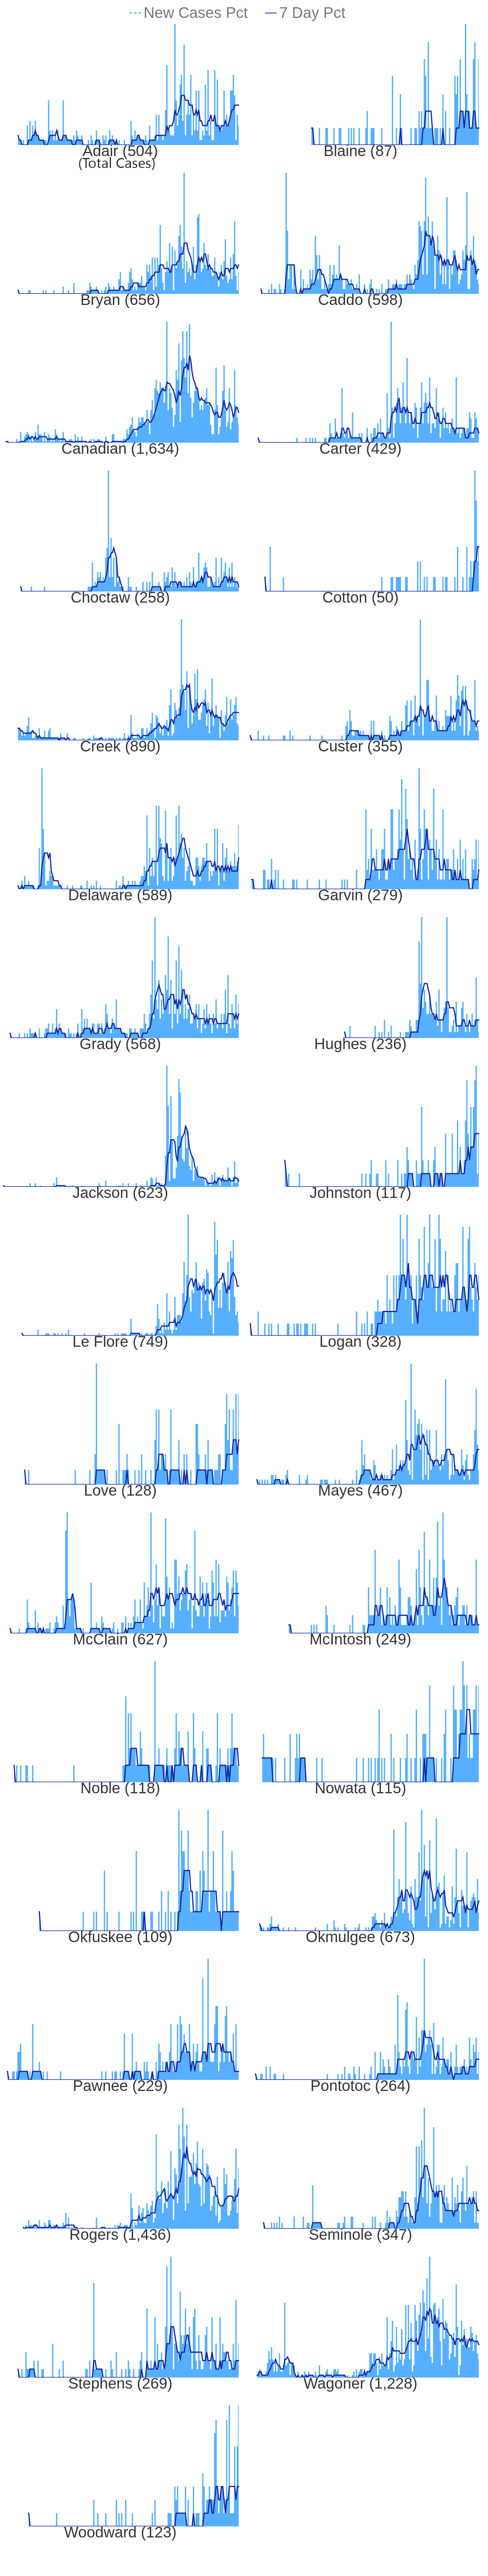 New Cases Pct 7 Day Pct
Adair (504) Blaine (87)
(Total Cases)
Bryan (656) Caddo (598)
Canadian (1,634) Carter (429)
Choctaw (258) Cotton (50)
Creek (890) Custer (355)
Delaware (589) Garvin (279)
Grady (568) Hughes (236)
Jackson (623) Johnston (117)
Le Flore (749) Logan (328)
Love (128) Mayes (467)
McClain (627) McIntosh (249)
Noble (118) Nowata (115)
Okfuskee (109) Okmulgee (673)
Pawnee (229) Pontotoc (264)
Rogers (1,436) Seminole (347)
Stephens (269) Wagoner (1,228)
Woodward (123)